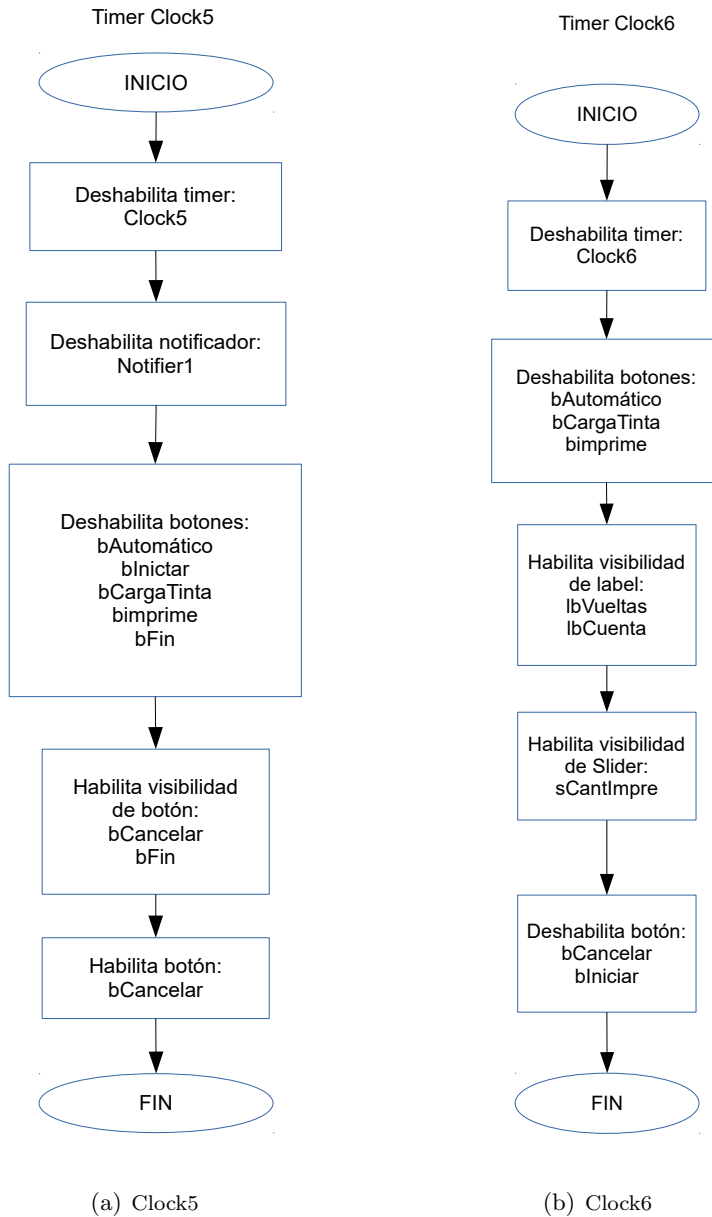 Timer Clock5
INICIO
Deshabilita timer:
Clock5
Deshabilita notificador:
Notifier1
Deshabilita botones:
bAutomático
bInictar
bCargaTinta
bimprime
bFin
Habilita visibilidad
de botón:
bCancelar
bFin
Habilita botón:
bCancelar
FIN
(a) Clock5
Timer Clock6
INICIO
Deshabilita timer:
Clock6
Deshabilita botones:
bAutomático
bCargaTinta
bimprime
Habilita visibilidad
de label:
lbVueltas
lbCuenta
Habilita visibilidad
de Slider:
sCantImpre
Deshabilita botón:
bCancelar
bIniciar
FIN
(b) Clock6